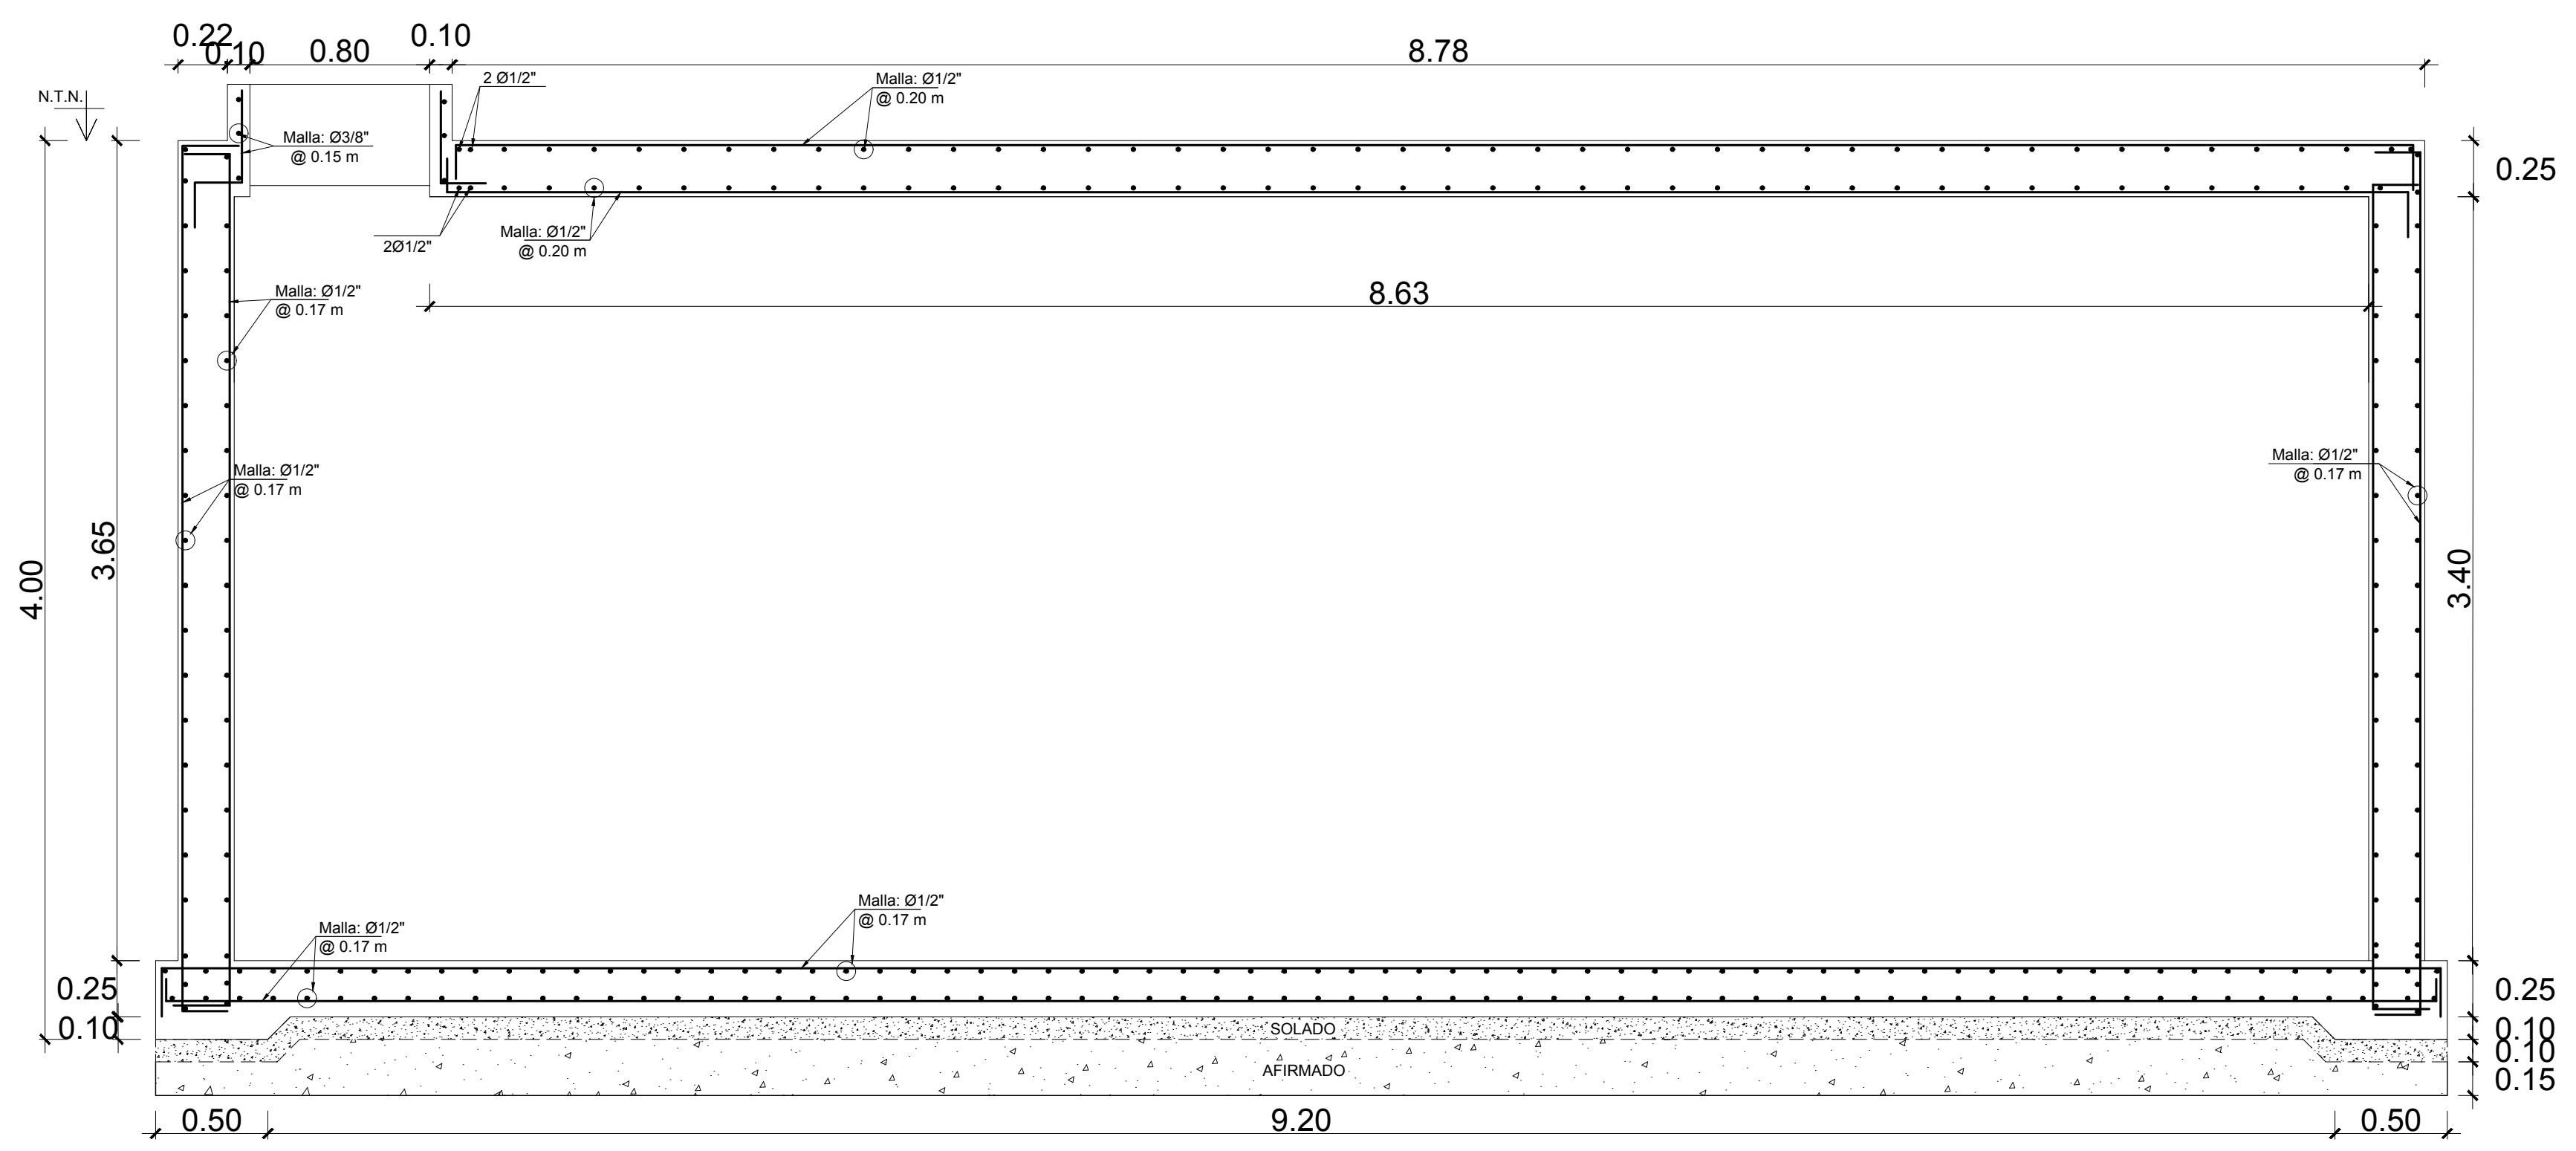 0.22
0.10
0.80
0.10
8.78
N.T.N.
2 Ø1/2"
Malla: Ø1/2"
@ 0.20 m
Malla: Ø3/8"
@ 0.15 m
0.25
2Ø1/2"
Malla: Ø1/2"
@ 0.20 m
Malla: Ø1/2"
@ 0.17 m
8.63
Malla: Ø1/2"
@ 0.17 m
Malla: Ø1/2"
@ 0.17 m
4.00
3.65
3.40
Malla: Ø1/2"
@ 0.17 m
Malla: Ø1/2"
@ 0.17 m
0.25
0.10
SOLADO
AFIRMADO
0.25
0.10
0.10
0.15
0.50
9.20
0.50